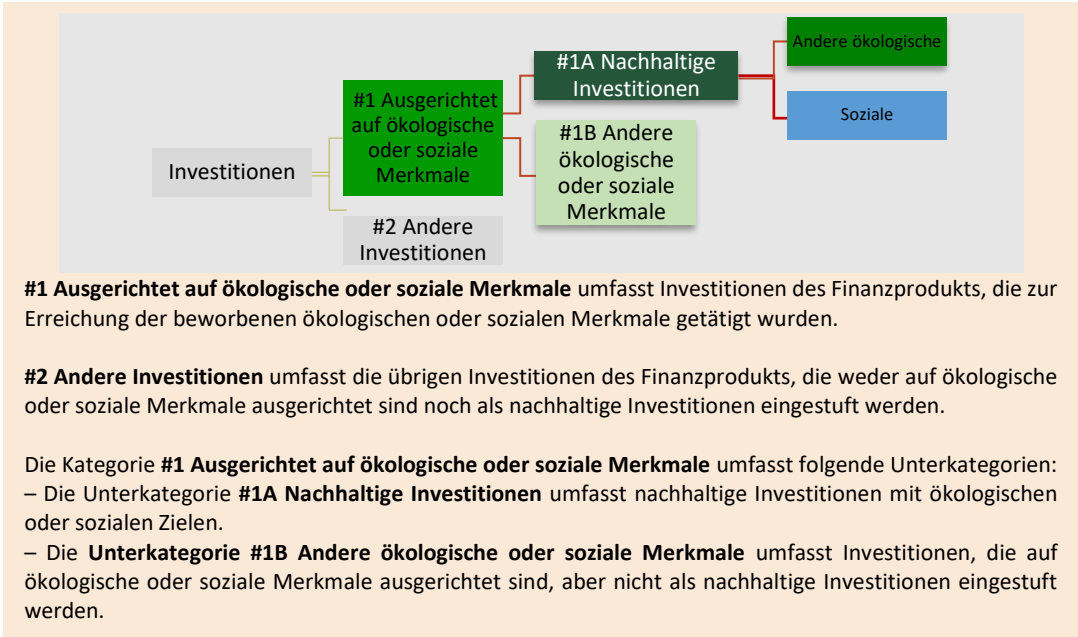 Andere ökologische
#1A Nachhaltige
Investitionen
#1 Ausgerichtet
auf ökologische
oder soziale
Merkmale
Soziale
#1B Andere
ökologische
oder soziale
Merkmale
Investitionen
#2 Andere
Investitionen
#1 Ausgerichtet auf ökologische oder soziale Merkmale umfasst Investitionen des Finanzprodukts, die zur
Erreichung der beworbenen ökologischen oder sozialen Merkmale getätigt wurden.
#2 Andere Investitionen umfasst die übrigen Investitionen des Finanzprodukts, die weder auf ökologische
oder soziale Merkmale ausgerichtet sind noch als nachhaltige Investitionen eingestuft werden.
Die Kategorie #1 Ausgerichtet auf ökologische oder soziale Merkmale umfasst folgende Unterkategorien:
– Die Unterkategorie #1A Nachhaltige Investitionen umfasst nachhaltige Investitionen mit ökologischen
oder sozialen Zielen.
– Die Unterkategorie #1B Andere ökologische oder soziale Merkmale umfasst Investitionen, die auf
ökologische oder soziale Merkmale ausgerichtet sind, aber nicht als nachhaltige Investitionen eingestuft
werden.